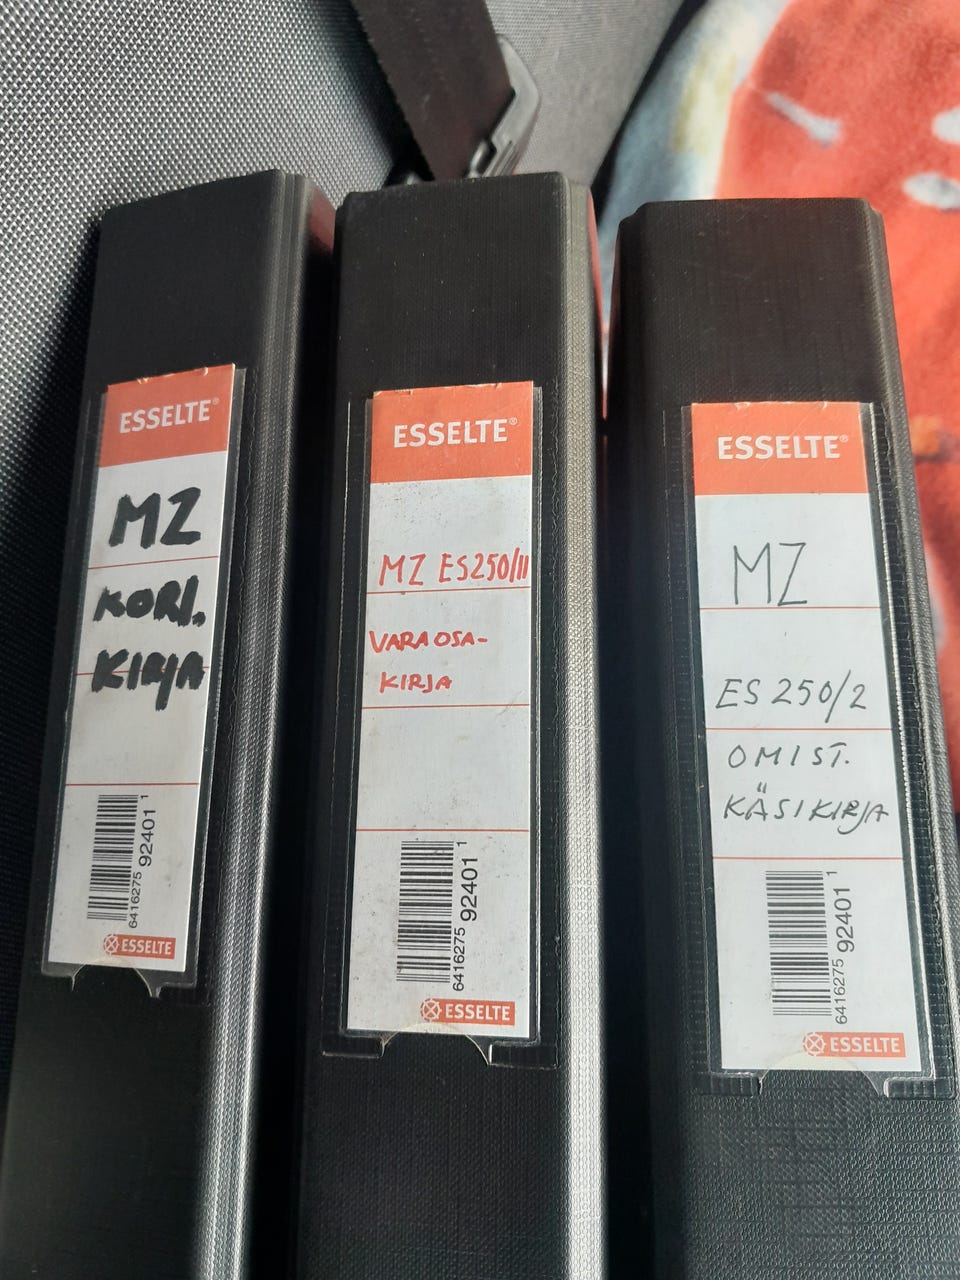 ESSELTE®
MZ
KORJ.
KIRJA
6416275 92401 1
ESSELTE
ESSELTE®
MZ ES250/II
VARAOSA-
KIRJA
6416275 92401 1
ESSELTE
ESSELTE®
MZ
ES 250/2
OMIST.
KÄSIKIRJA
6416275 92401 1
ESSELTE